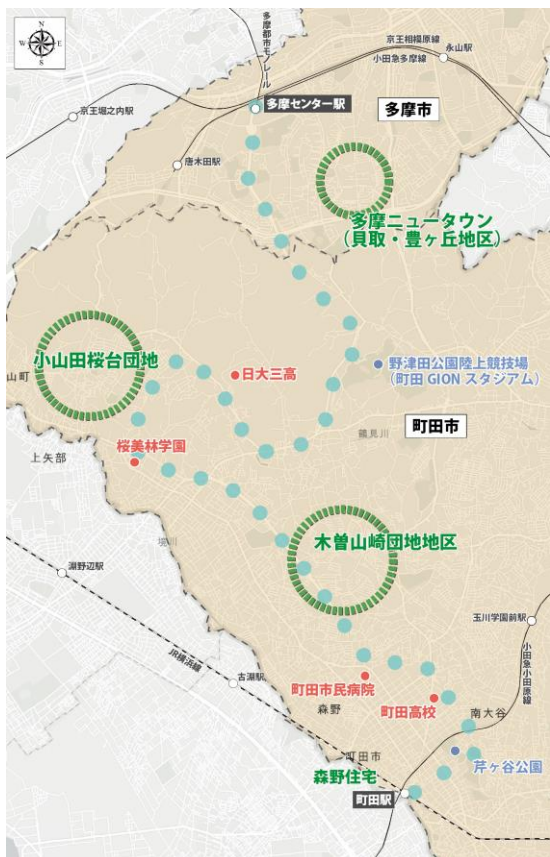 N
W E
S
多摩都市モノレール
京王相模原線
小田急多摩線
永山駅
京王堀之内駅
多摩センター駅
多摩市
唐木田駅
多摩ニュータウン
(貝取・豊ヶ丘地区)
小山田桜台団地
山町
日大三高
野津田公園陸上競技場
(町田 GION スタジアム)
鶴見川
町田市
桜美林学園
上矢部
境川
木曽山崎団地地区
淵野辺駅
玉川学園前駅
JR横浜線
古淵駅
小田急小田原線
町田市民病院
町田高校
森野
南大谷
町田市
芹ヶ谷公園
森野住宅
町田駅